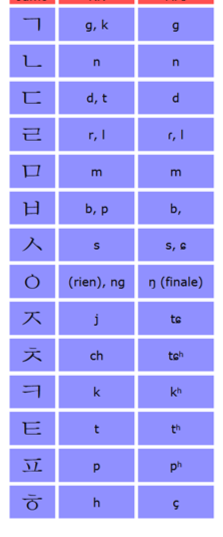 ㄱ g, k g
ㄴ n n
ㄷ d, t d
ㄹ r, l r, l
ㅁ m m
ㅂ b, p b,
ㅅ s s, ɕ
ㅇ (rien), ng ŋ (finale)
ㅈ j tɕ
ㅊ ch tɕʰ
ㅋ k kʰ
ㅌ t tʰ
ㅍ p pʰ
ㅎ h ç